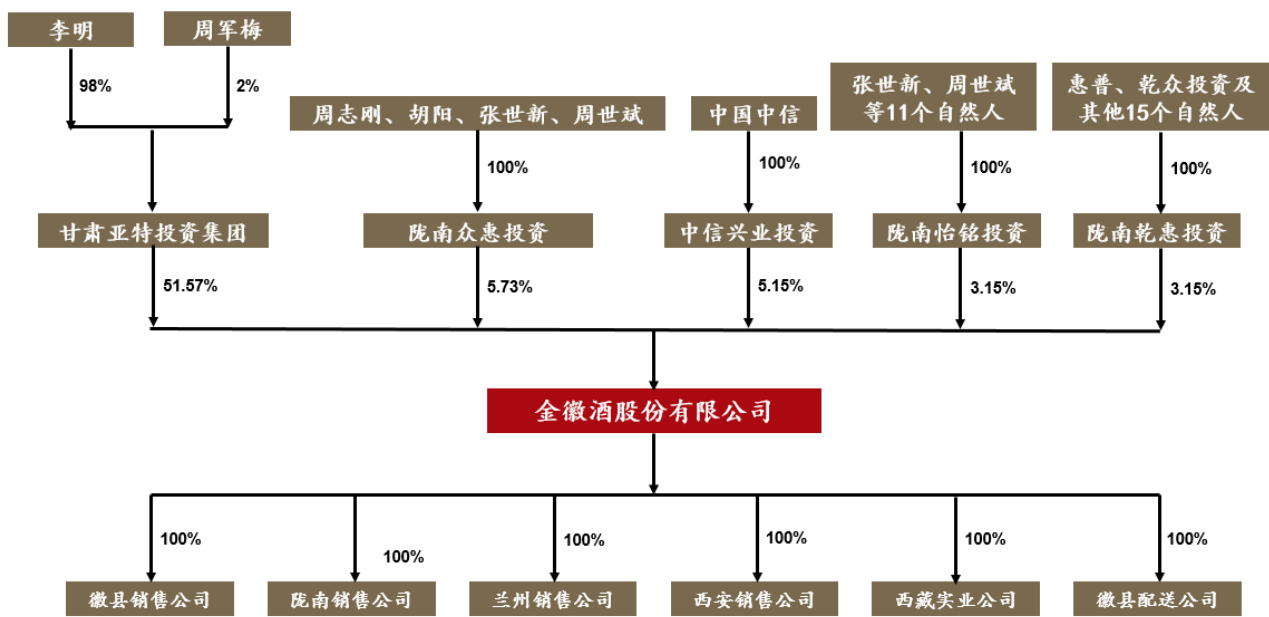 李明
周军梅
98%
2%
周志刚、胡阳、张世新、周世斌
中国中信
张世新、周世斌
等11个自然人
惠普、乾众投资及
其他15个自然人
100%
100%
100%
100%
甘肃亚特投资集团
陇南众惠投资
中信兴业投资
陇南怡铭投资
陇南乾惠投资
51.57%
5.73%
5.15%
3.15%
3.15%
金徽酒股份有限公司
100%
100%
100%
100%
100%
100%
徽县销售公司
陇南销售公司
兰州销售公司
西安销售公司
西藏实业公司
徽县配送公司